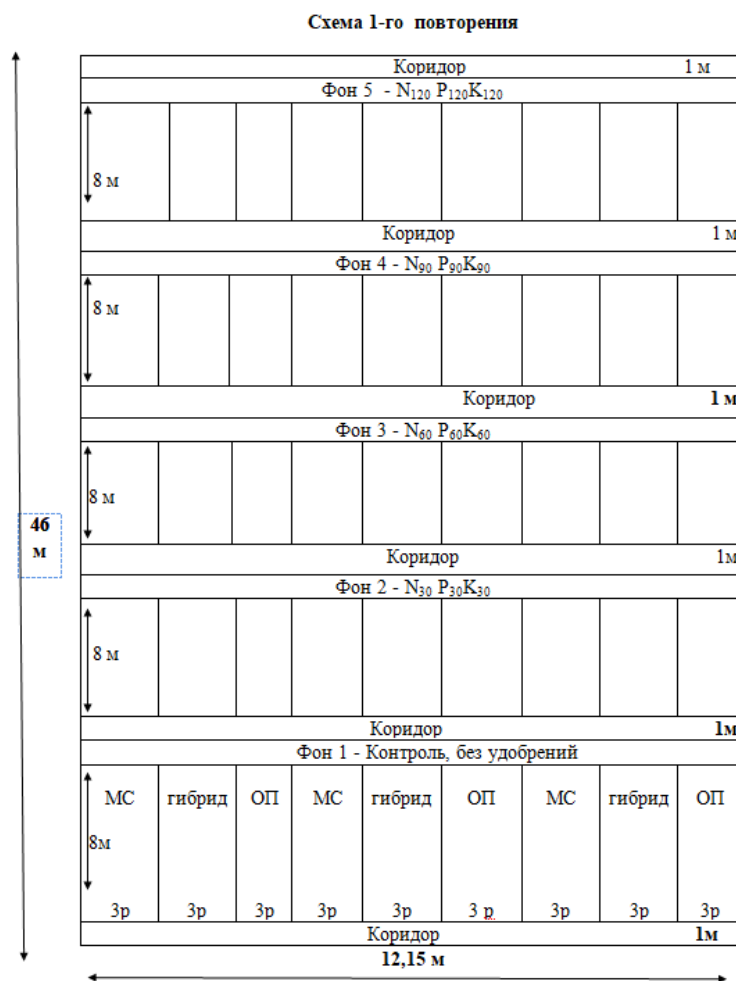 Схема 1-го повторения
Коридор 1 м
Фон 5 - N₁₂₀ P₁₂₀K₁₂₀
8 м
Коридор 1 м
Фон 4 - N₉₀ P₉₀K₉₀
8 м
Коридор 1 м
Фон 3 - N₆₀ P₆₀K₆₀
8 м
46
м
Коридор 1м
Фон 2 - N₃₀ P₃₀K₃₀
8 м
Коридор 1м
Фон 1 - Контроль, без удобрений
МС гибрид ОП МС гибрид ОП МС гибрид ОП
8м
3р 3р 3р 3р 3р 3 р 3р 3р 3р
Коридор 1м
12,15 м